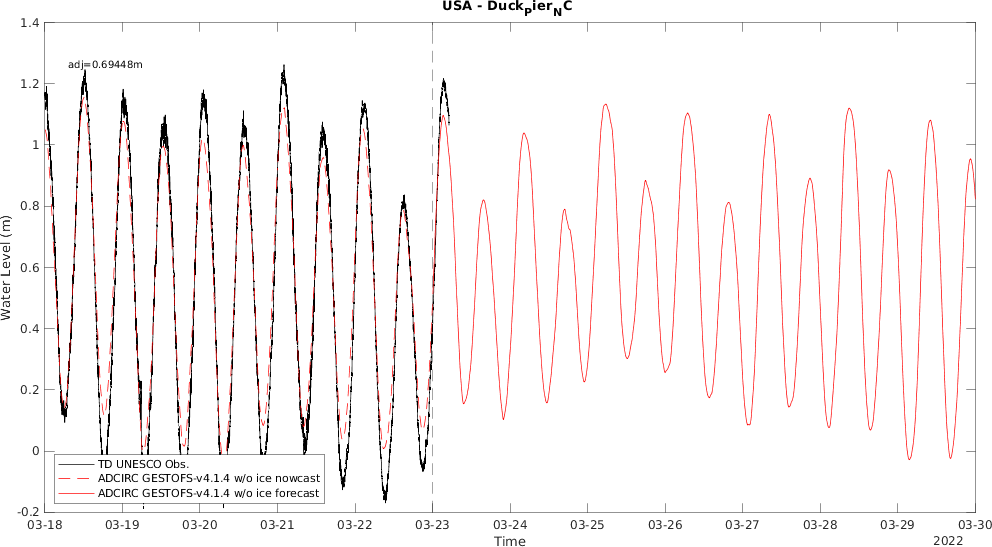 USA - Duck_Pier_NC
adj=0.69448m
1.4
1.2
1
0.8
0.6
0.4
0.2
0
-0.2
Water Level (m)
TD UNESCO Obs.
ADCIRC GESTOFS-v4.1.4 w/o ice nowcast
ADCIRC GESTOFS-v4.1.4 w/o ice forecast
03-18 03-19 03-20 03-21 03-22 03-23 03-24 03-25 03-26 03-27 03-28 03-29 03-30
Time
2022